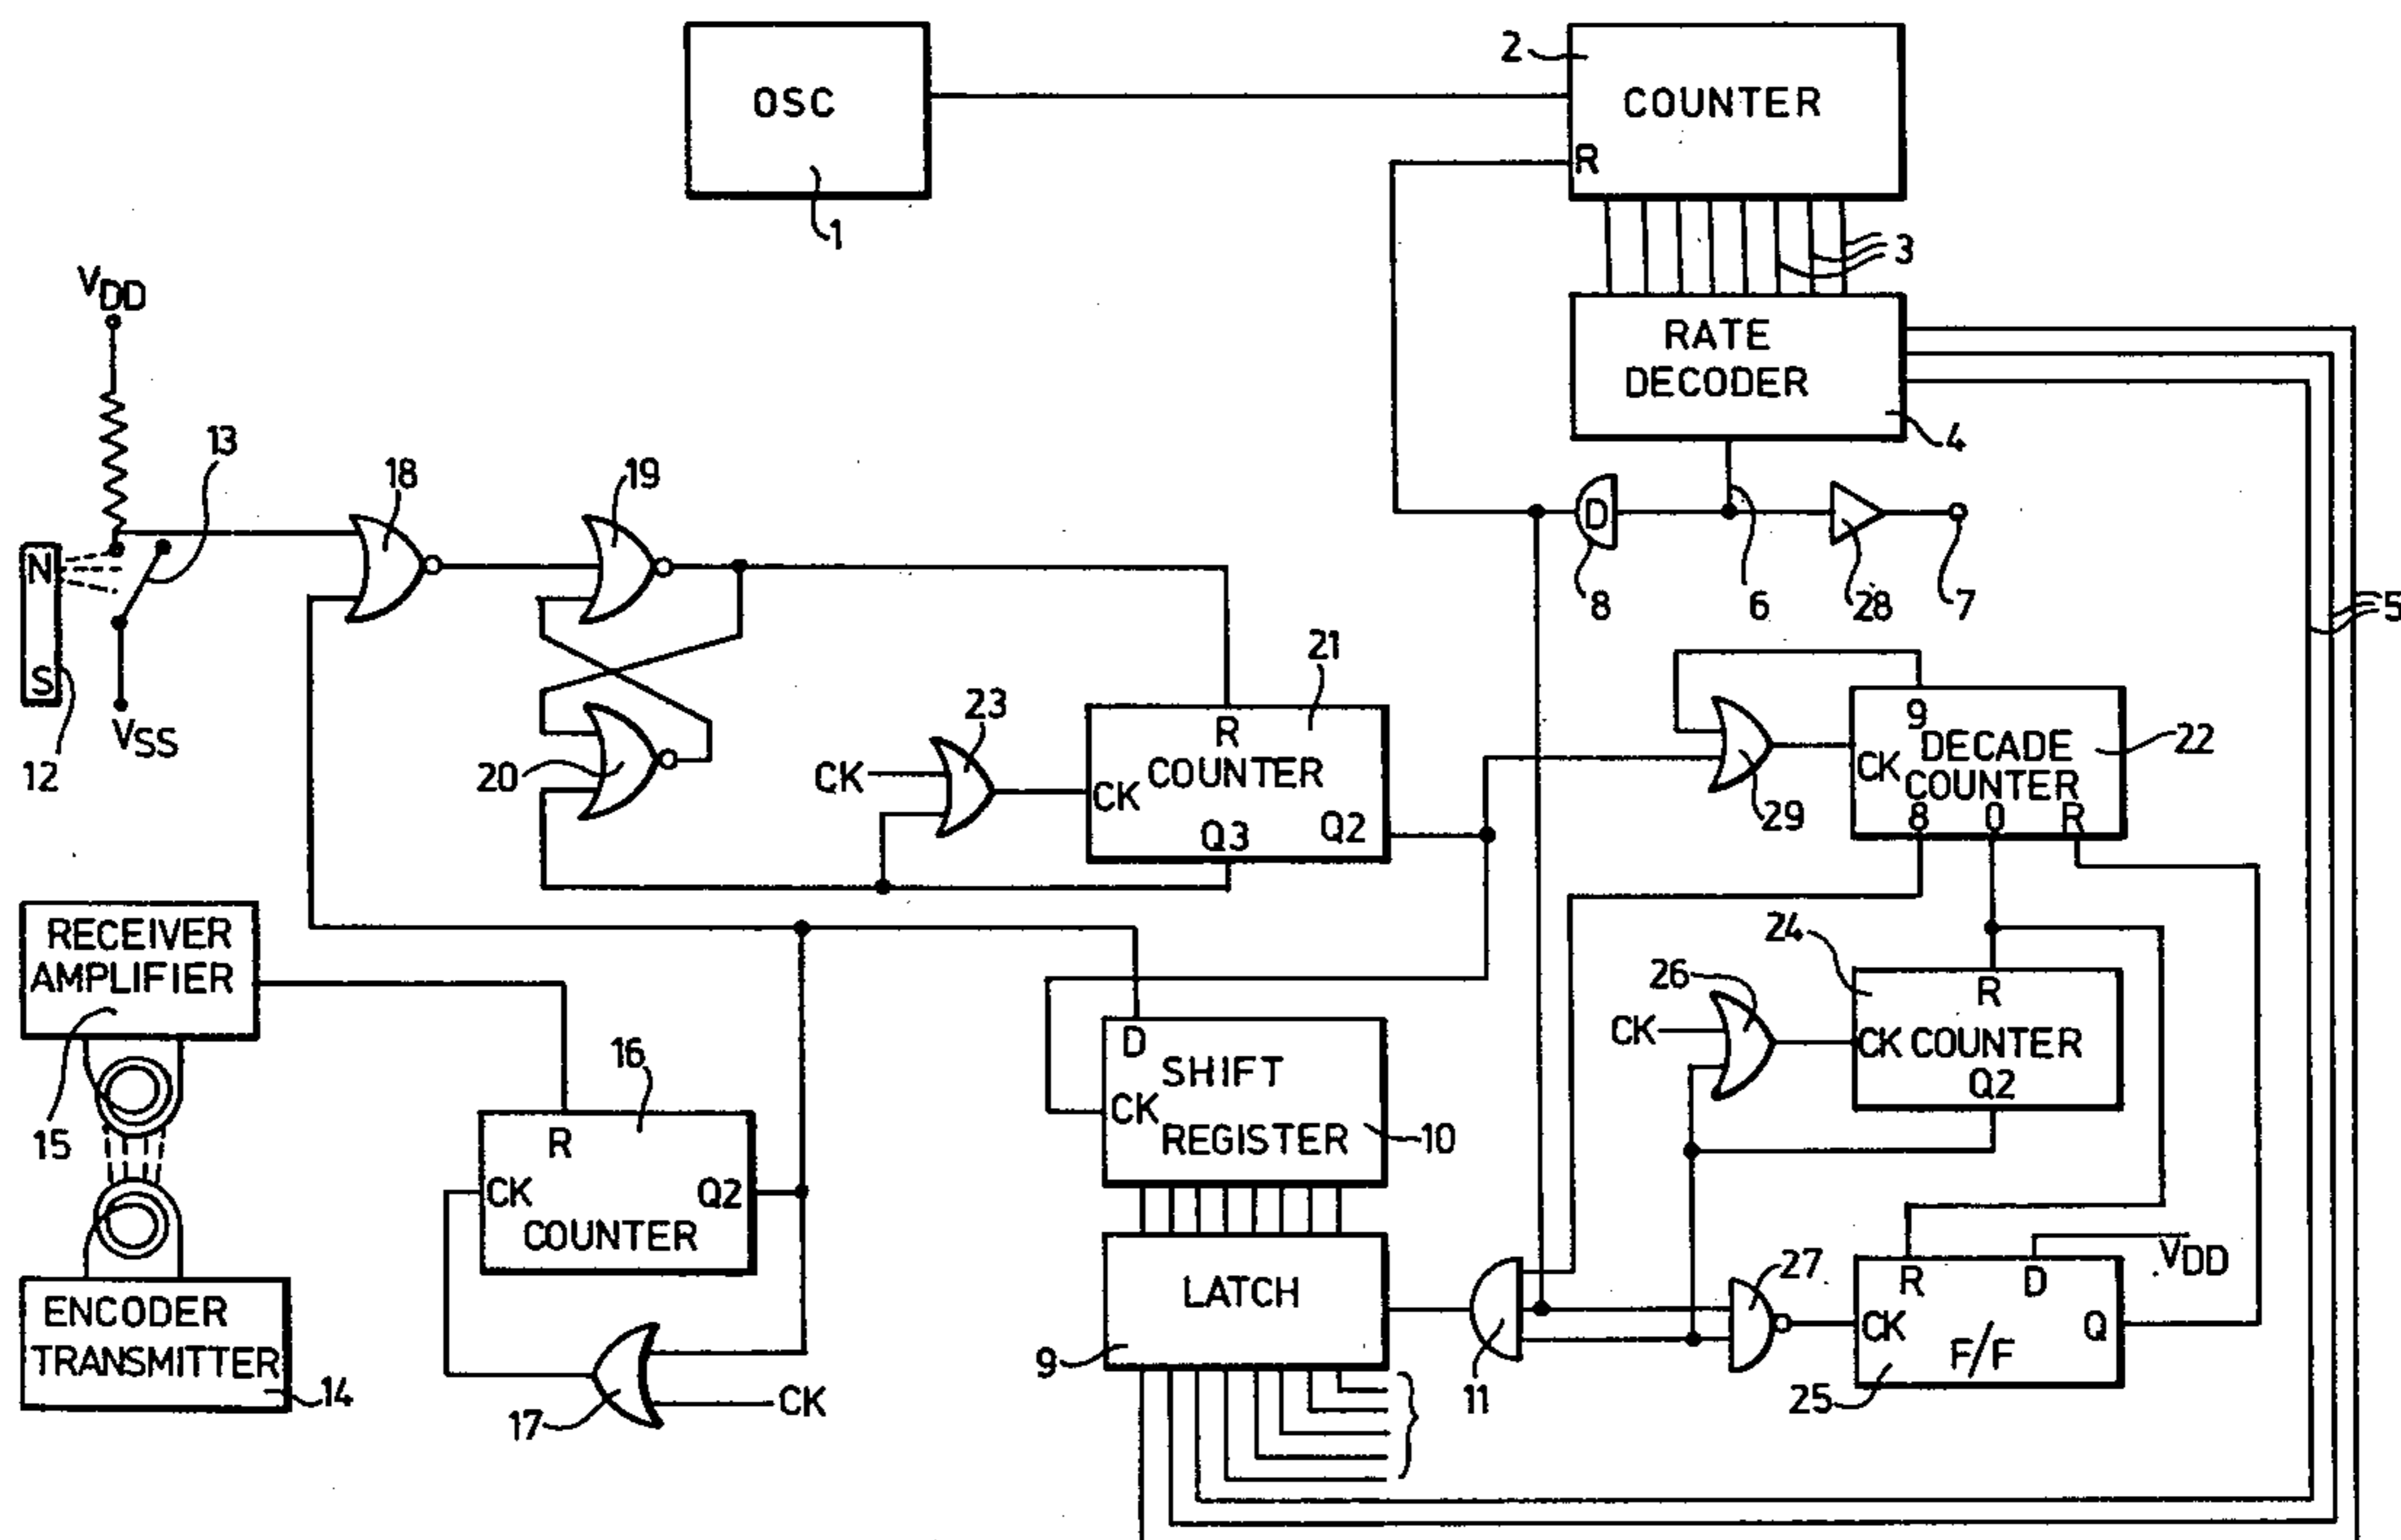 OSC
1
2
COUNTER
R
3
RATE
DECODER
4
5
D
8
6
28
7
VDD
13
N
S
12
VSS
18
19
20
23
CK
21
R
COUNTER
CK
Q3
Q2
29
9
DECADE
COUNTER
CK
8
0
R
22
RECEIVER
AMPLIFIER
15
16
R
CK
Q2
COUNTER
17
CK
ENCODER
TRANSMITTER
14
D
SHIFT
CK
REGISTER
10
LATCH
9
11
24
26
CK
R
CK COUNTER
Q2
27
VDD
R
D
CK
Q
F/F
25